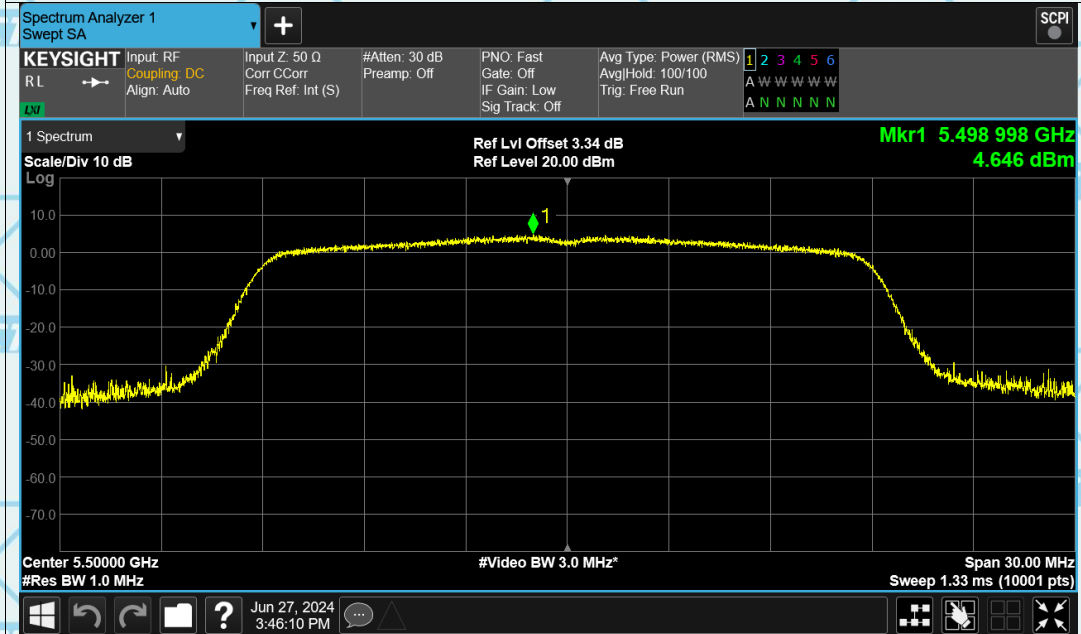 Spectrum Analyzer 1
Swept SA
+
SCPI
KEYSIGHT
R L
LXI
Input: RF
Coupling: DC
Align: Auto
Input Z: 50 Ω
Corr CCorr
Freq Ref: Int (S)
#Atten: 30 dB
Preamp: Off
PNO: Fast
Gate: Off
IF Gain: Low
Sig Track: Off
Avg Type: Power (RMS)
Avg|Hold: 100/100
Trig: Free Run
1 2 3 4 5 6
A W W W W W
A N N N N N
1 Spectrum
Scale/Div 10 dB
Ref Lvl Offset 3.34 dB
Ref Level 20.00 dBm
Mkr1 5.498 998 GHz
4.646 dBm
Log
1
10.0
0.00
-10.0
-20.0
-30.0
-40.0
-50.0
-60.0
-70.0
Center 5.50000 GHz
#Video BW 3.0 MHz*
Span 30.00 MHz
#Res BW 1.0 MHz
Sweep 1.33 ms (10001 pts)
?
Jun 27, 2024
3:46:10 PM